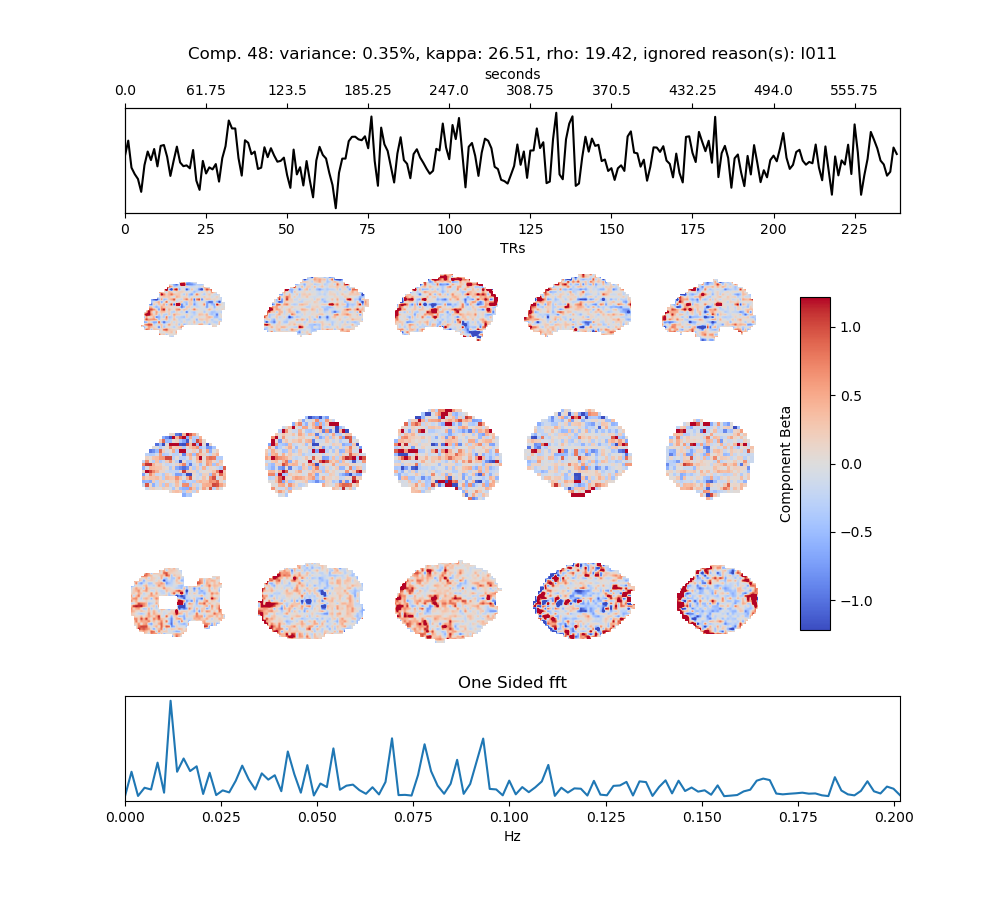 Comp. 48: variance: 0.35%, kappa: 26.51, rho: 19.42, ignored reason(s): I011
seconds
0.0 61.75 123.5 185.25 247.0 308.75 370.5 432.25 494.0 555.75
0 25 50 75 100 125 150 175 200 225
TRs
1.0
0.5
0.0
−0.5
−1.0
Component Beta
One Sided fft
0.000 0.025 0.050 0.075 0.100 0.125 0.150 0.175 0.200
Hz